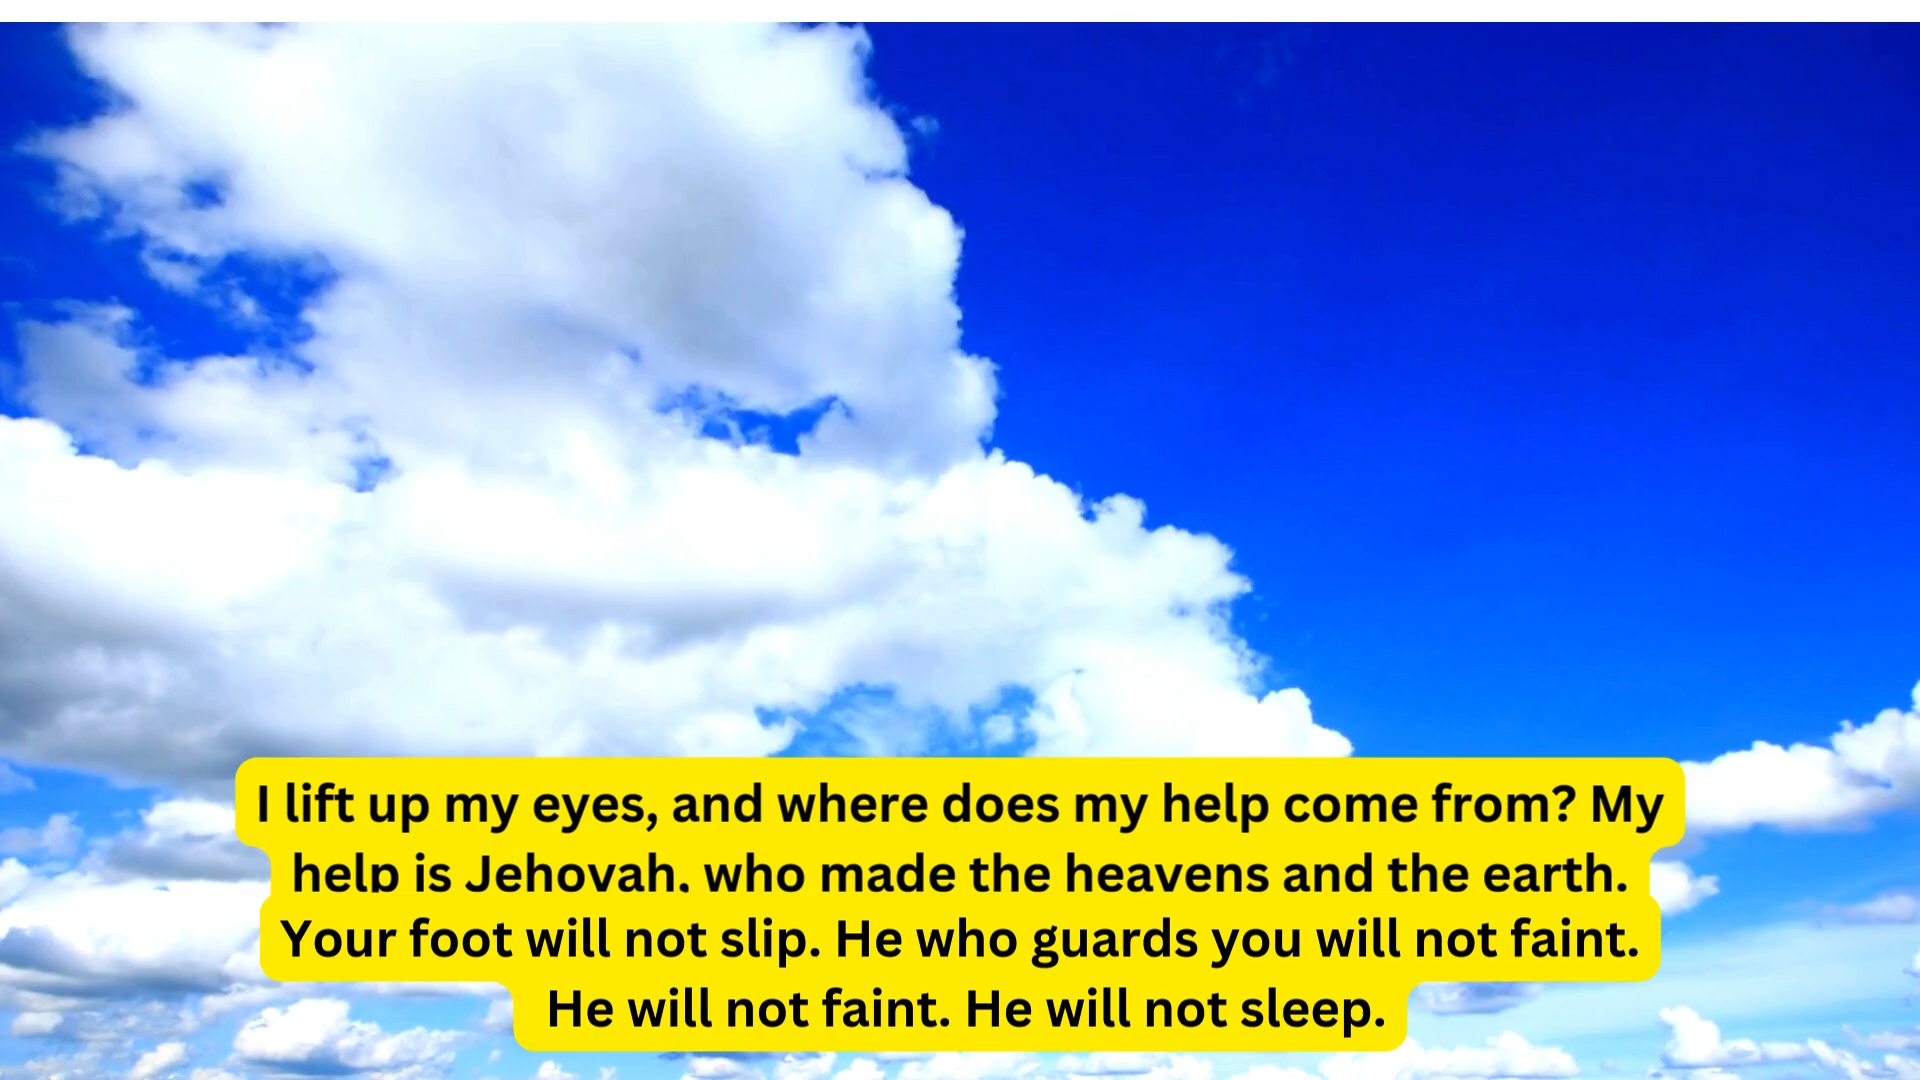 I lift up my eyes, and where does my help come from? My
help is Jehovah, who made the heavens and the earth.
Your foot will not slip. He who guards you will not faint.
He will not faint. He will not sleep.